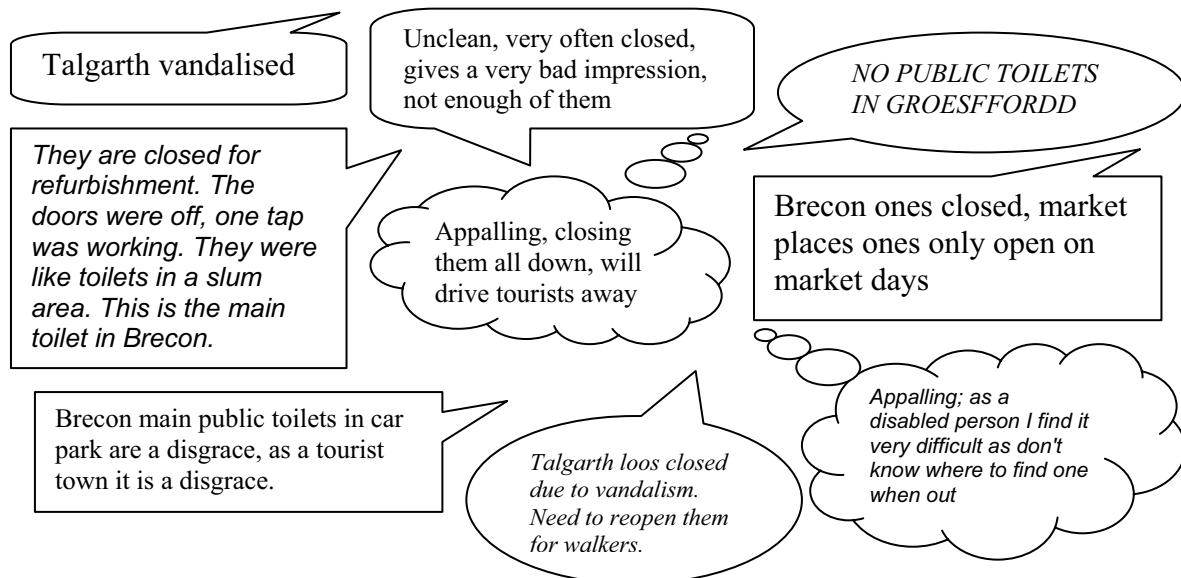 Talgarth vandalised
Unclean, very often closed,
gives a very bad impression,
not enough of them
NO PUBLIC TOILETS
IN GROESFFORDD
They are closed for
refurbishment. The
doors were off, one tap
was working. They were
like toilets in a slum
area. This is the main
toilet in Brecon.
Appalling, closing
them all down, will
drive tourists away
Brecon ones closed, market
places ones only open on
market days
Brecon main public toilets in car
park are a disgrace, as a tourist
town it is a disgrace.
Talgarth loos closed
due to vandalism.
Need to reopen them
for walkers.
Appalling; as a
disabled person I find it
very difficult as don't
know where to find one
when out